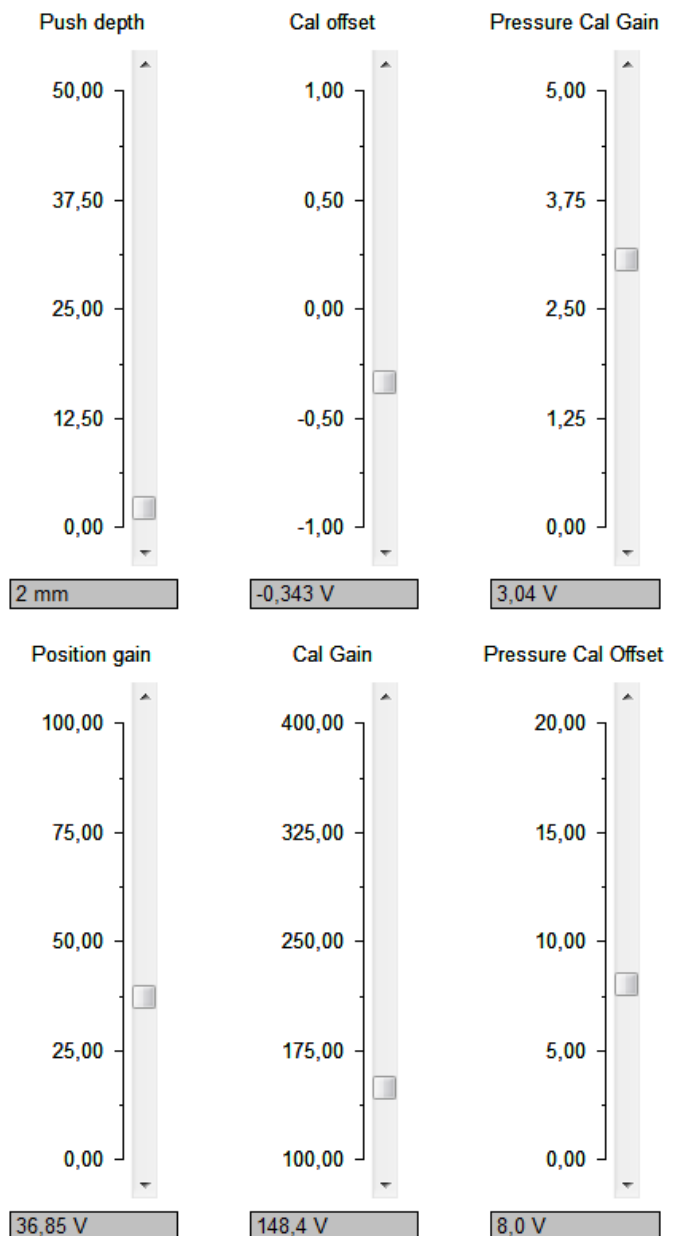 Push depth Cal offset Pressure Cal Gain
50,00 1,00 5,00
37,50 0,50 3,75
25,00 0,00 2,50
12,50 -0,50 1,25
0,00 -1,00 0,00
2 mm -0,343 V 3,04 V
Position gain Cal Gain Pressure Cal Offset
100,00 400,00 20,00
75,00 325,00 15,00
50,00 250,00 10,00
25,00 175,00 5,00
0,00 100,00 0,00
36,85 V 148,4 V 8,0 V